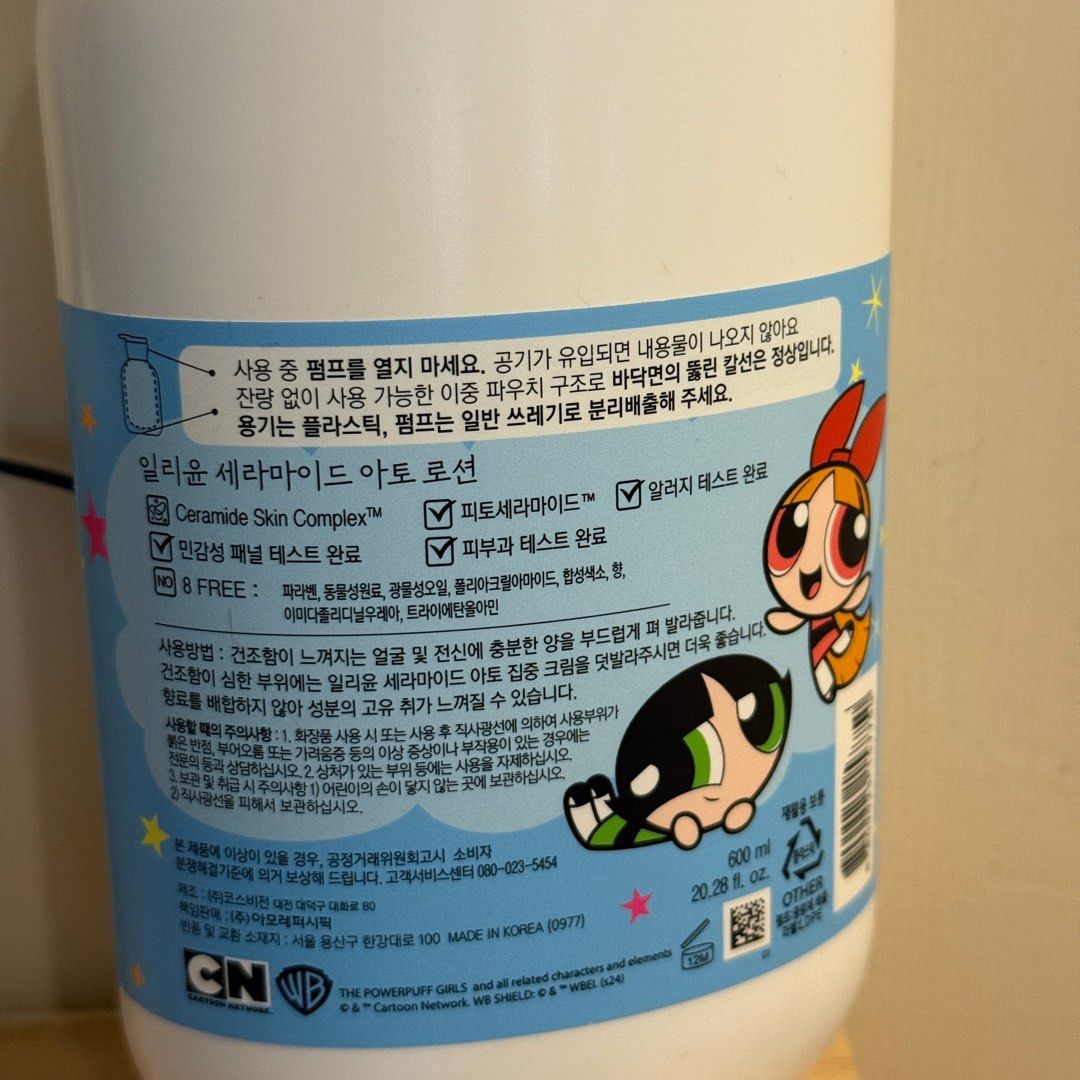 사용 중 펌프를 열지 마세요. 공기가 유입되면 내용물이 나오지 않아요
잔량 없이 사용 가능한 이중 파우치 구조로 바닥면의 뚫린 칼선은 정상입니다.
용기는 플라스틱, 펌프는 일반 쓰레기로 분리배출해 주세요.
일리윤 세라마이드 아토 로션
Ceramide Skin Complex™ 피토세라마이드™ 알러지 테스트 완료
민감성 패널 테스트 완료 피부과 테스트 완료
NO 8 FREE : 파라벤, 동물성원료, 광물성오일, 폴리아크릴아마이드, 합성색소, 향,
이미다졸리디닐우레아, 트라이에탄올아민
사용방법 : 건조함이 느껴지는 얼굴 및 전신에 충분한 양을 부드럽게 펴 발라줍니다.
건조함이 심한 부위에는 일리윤 세라마이드 아토 집중 크림을 덧발라주시면 더욱 좋습니다.
향료를 배합하지 않아 성분의 고유 취가 느껴질 수 있습니다.
사용할 때의 주의사항 : 1. 화장품 사용 시 또는 사용 후 직사광선에 의하여 사용부위가
붉은 반점, 부어오름 또는 가려움증 등의 이상 증상이나 부작용이 있는 경우에는
전문의 등과 상담하십시오. 2. 상처가 있는 부위 등에는 사용을 자제하십시오.
3. 보관 및 취급 시 주의사항 1) 어린이의 손이 닿지 않는 곳에 보관하십시오.
2) 직사광선을 피해서 보관하십시오.
본 제품에 이상이 있을 경우, 공정거래위원회고시 소비자
분쟁해결기준에 의거 보상해 드립니다. 고객서비스센터 080-023-5454
제조 : (주)코스비전 대전 대덕구 대화로 80
책임판매 : (주) 아모레퍼시픽
반품 및 교환 소재지 : 서울 용산구 한강대로 100 MADE IN KOREA (0977)
600 ml
20.28 fl. oz.
재활용 보통
플라스틱
OTHER
12M
CN
CARTOON NETWORK
WB
THE POWERPUFF GIRLS and all related characters and elements
© & ™ Cartoon Network. WB SHIELD: © & ™ WBEI. (s24)